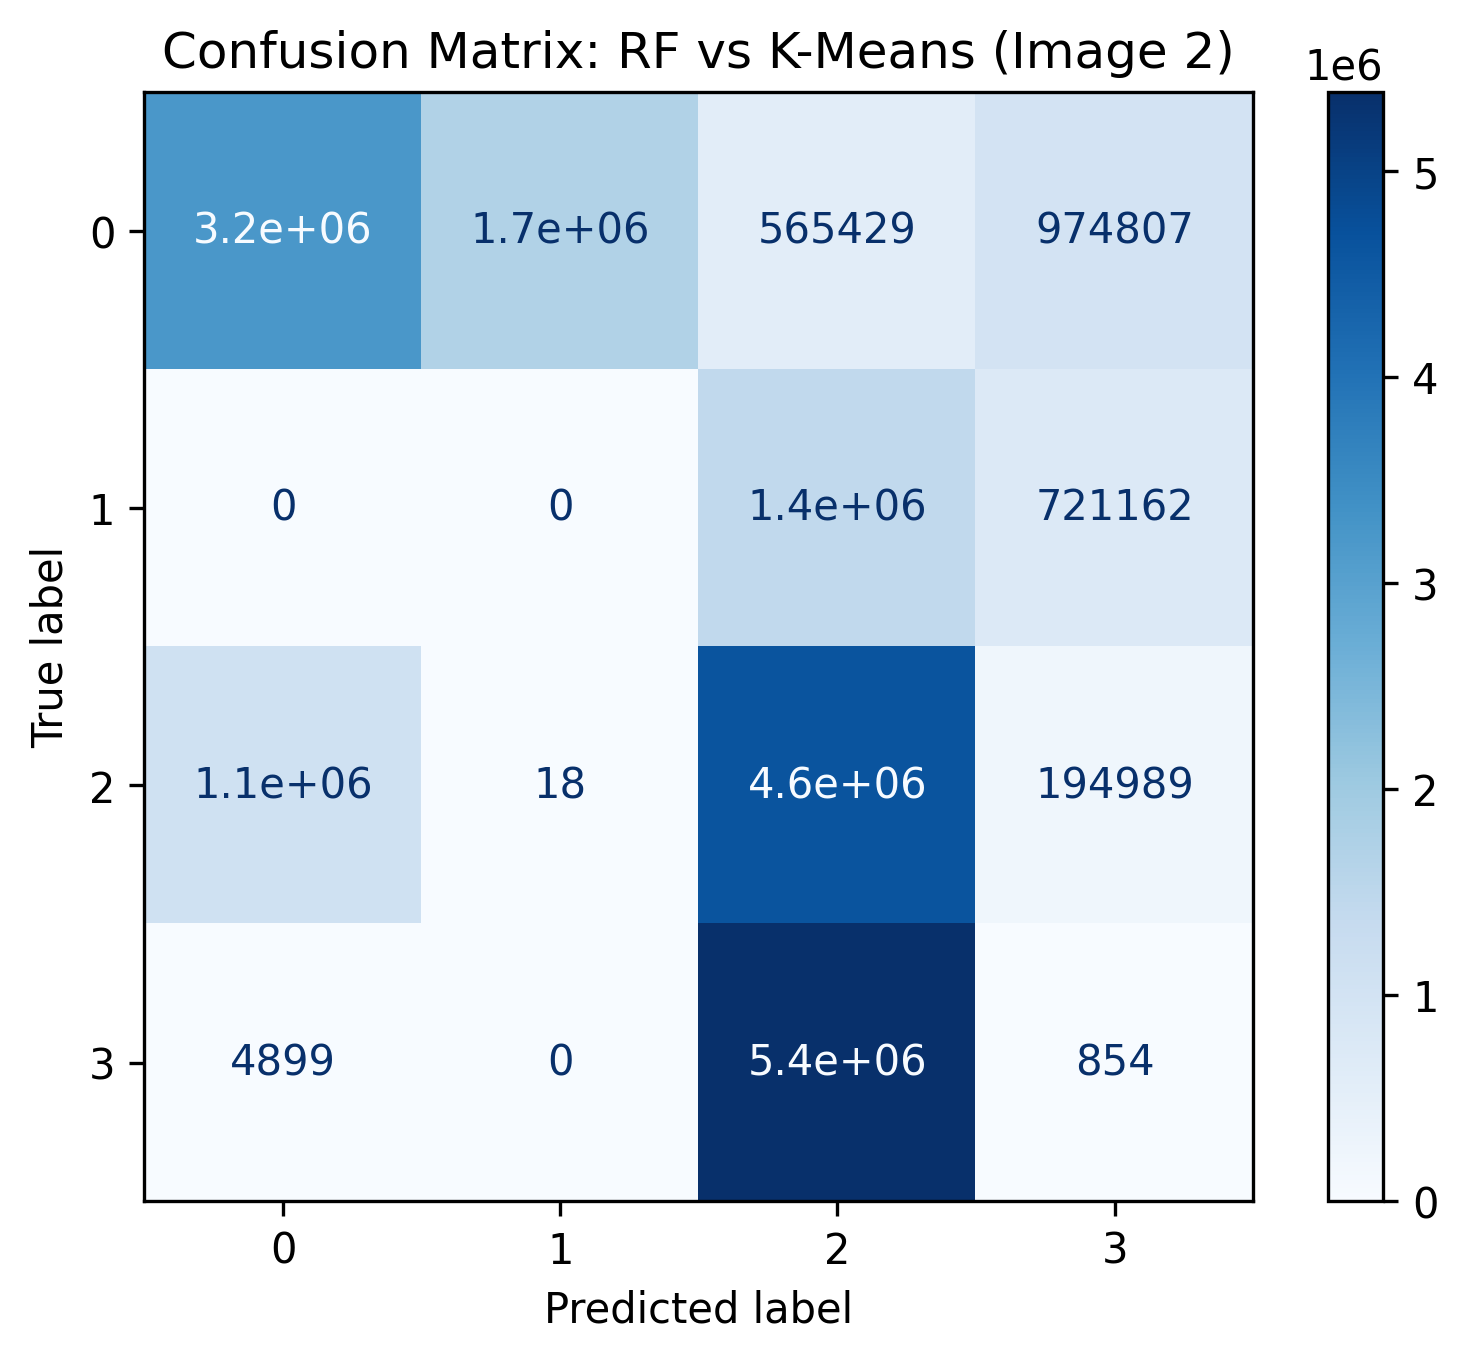 Confusion Matrix: RF vs K-Means (Image 2)
1e6
0 3.2e+06 1.7e+06 565429 974807
1 0 0 1.4e+06 721162
2 1.1e+06 18 4.6e+06 194989
3 4899 0 5.4e+06 854
0 1 2 3
True label
Predicted label
5
4
3
2
1
0